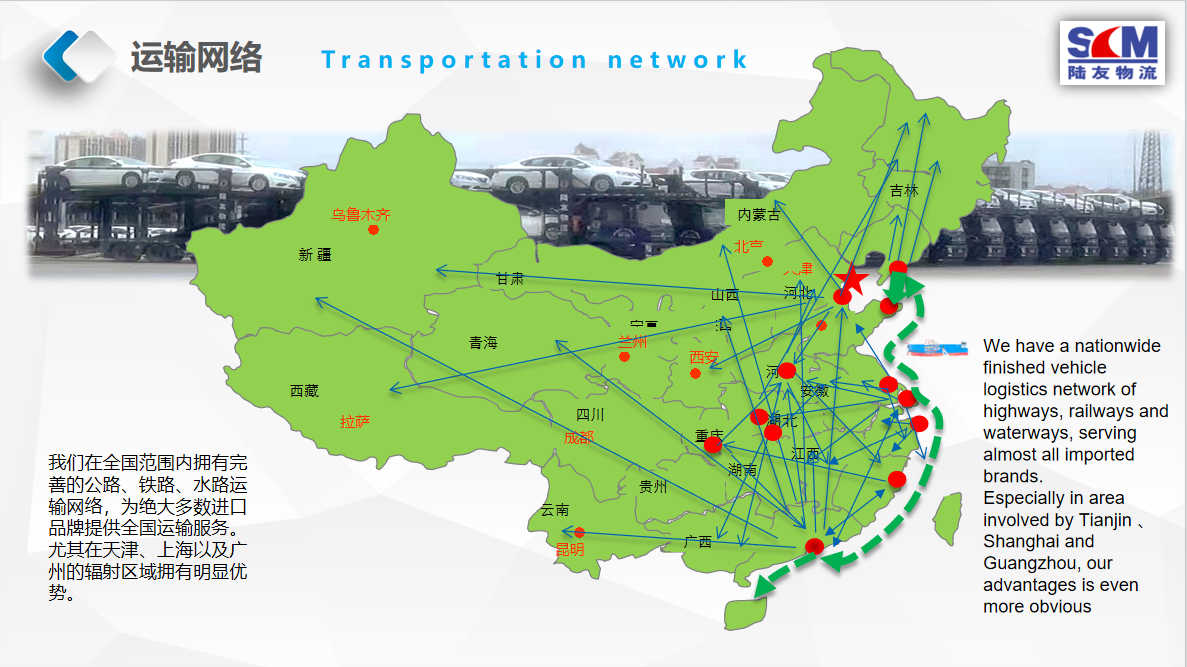 运输网络
Transportation network
SCM
陆友物流
吉林
内蒙古
乌鲁木齐
北京
新疆
天津
甘肃
山西
河北
兰州
青海
西安
安徽
西藏
四川
湖北
拉萨
成都
重庆
江西
湖南
贵州
云南
广西
昆明
We have a nationwide
finished vehicle
logistics network of
highways, railways and
waterways, serving
almost all imported
brands.
Especially in area
involved by Tianjin 、
Shanghai and
Guangzhou, our
advantages is even
more obvious
我们在全国范围内拥有完
善的公路、铁路、水路运
输网络，为绝大多数进口
品牌提供全国运输服务。
尤其在天津、上海以及广
州的辐射区域拥有明显优
势。